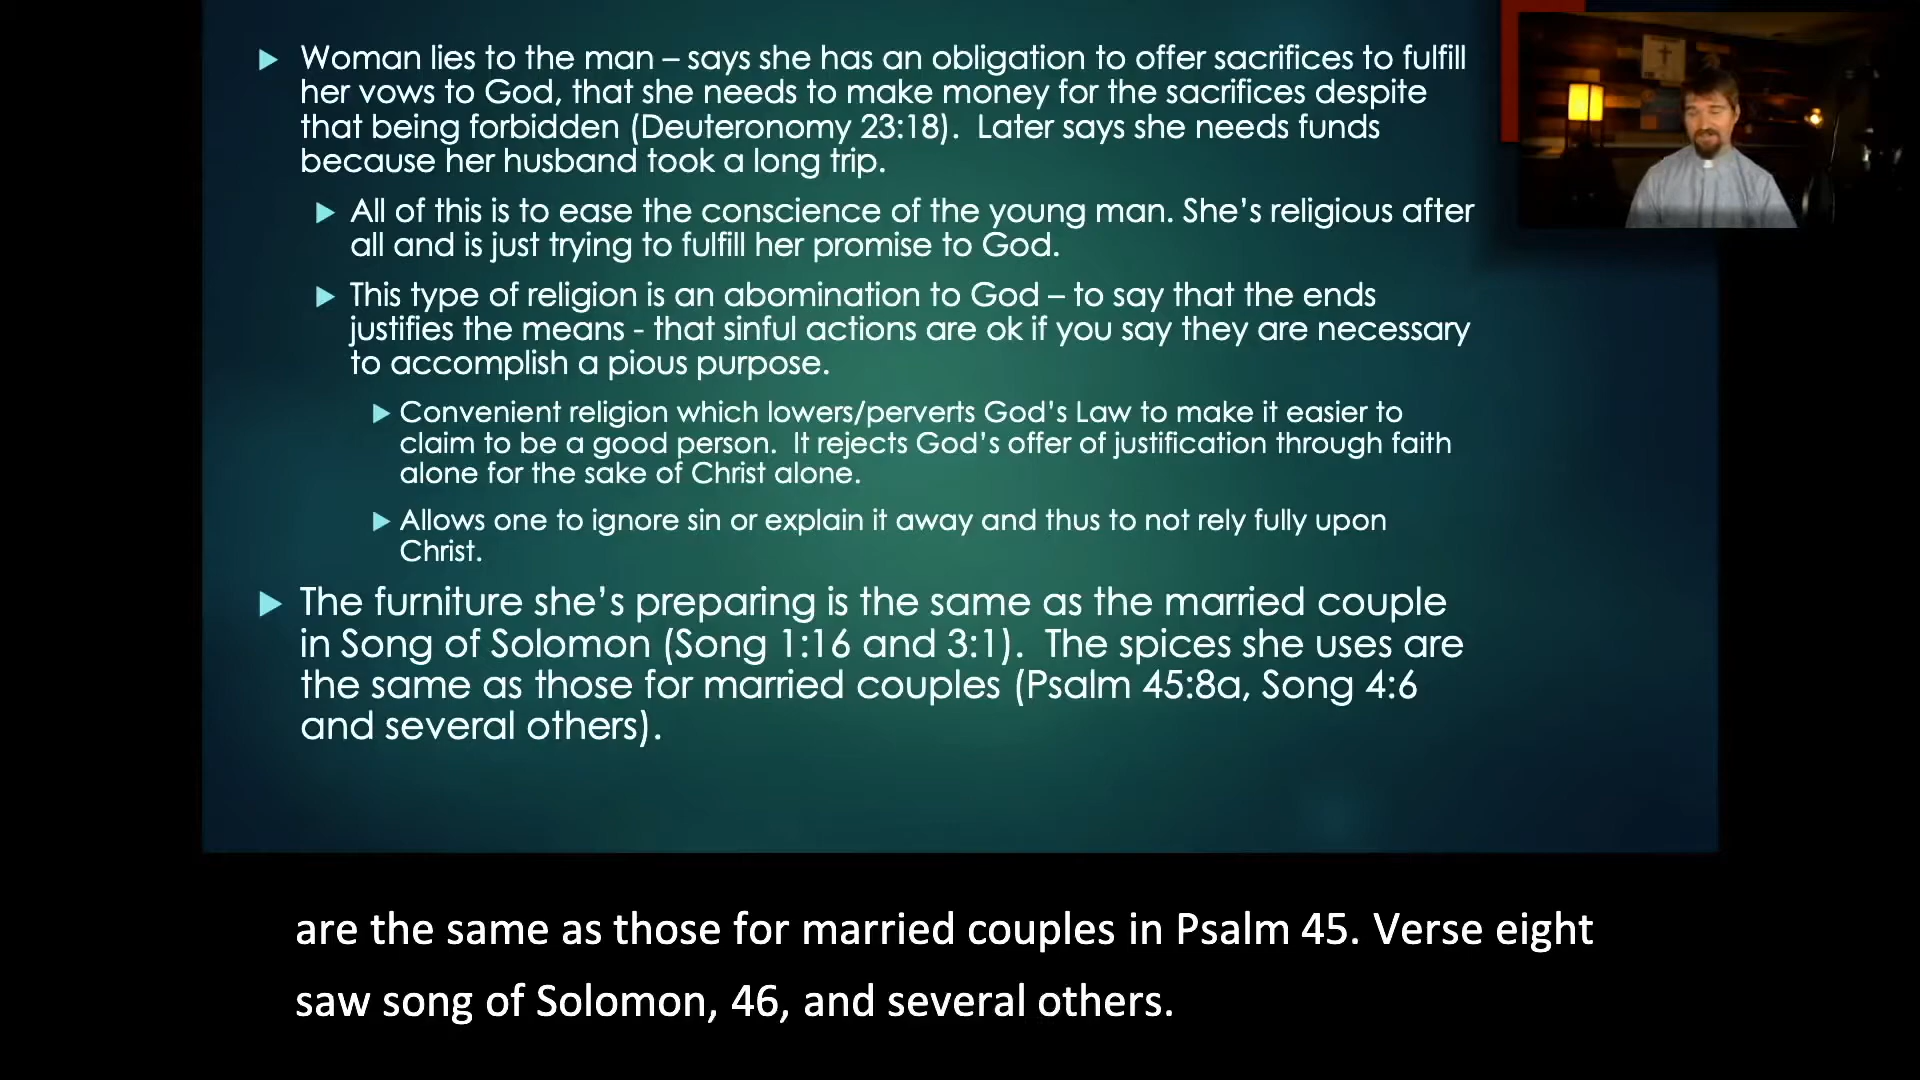 Woman lies to the man – says she has an obligation to offer sacrifices to fulfill
her vows to God, that she needs to make money for the sacrifices despite
that being forbidden (Deuteronomy 23:18).  Later says she needs funds
because her husband took a long trip.
All of this is to ease the conscience of the young man. She's religious after
all and is just trying to fulfill her promise to God.
This type of religion is an abomination to God – to say that the ends
justifies the means - that sinful actions are ok if you say they are necessary
to accomplish a pious purpose.
Convenient religion which lowers/perverts God's Law to make it easier to
claim to be a good person.  It rejects God's offer of justification through faith
alone for the sake of Christ alone.
Allows one to ignore sin or explain it away and thus to not rely fully upon
Christ.
The furniture she's preparing is the same as the married couple
in Song of Solomon (Song 1:16 and 3:1).  The spices she uses are
the same as those for married couples (Psalm 45:8a, Song 4:6
and several others).
are the same as those for married couples in Psalm 45. Verse eight
saw song of Solomon, 46, and several others.